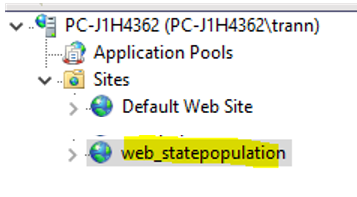 PC-J1H4362 (PC-J1H4362\trann)
Application Pools
Sites
Default Web Site
web_statepopulation